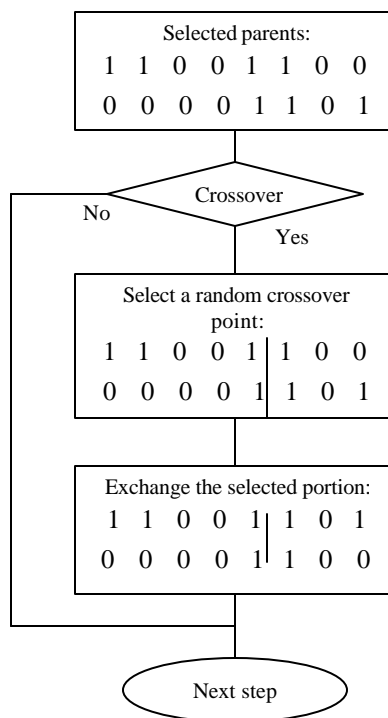 Selected parents:
1 1 0 0 1 1 0 0
0 0 0 0 1 1 0 1
Crossover
No
Yes
Select a random crossover
point:
1 1 0 0 1 1 0 0
0 0 0 0 1 1 0 1
Exchange the selected portion:
1 1 0 0 1 1 0 1
0 0 0 0 1 1 0 0
Next step